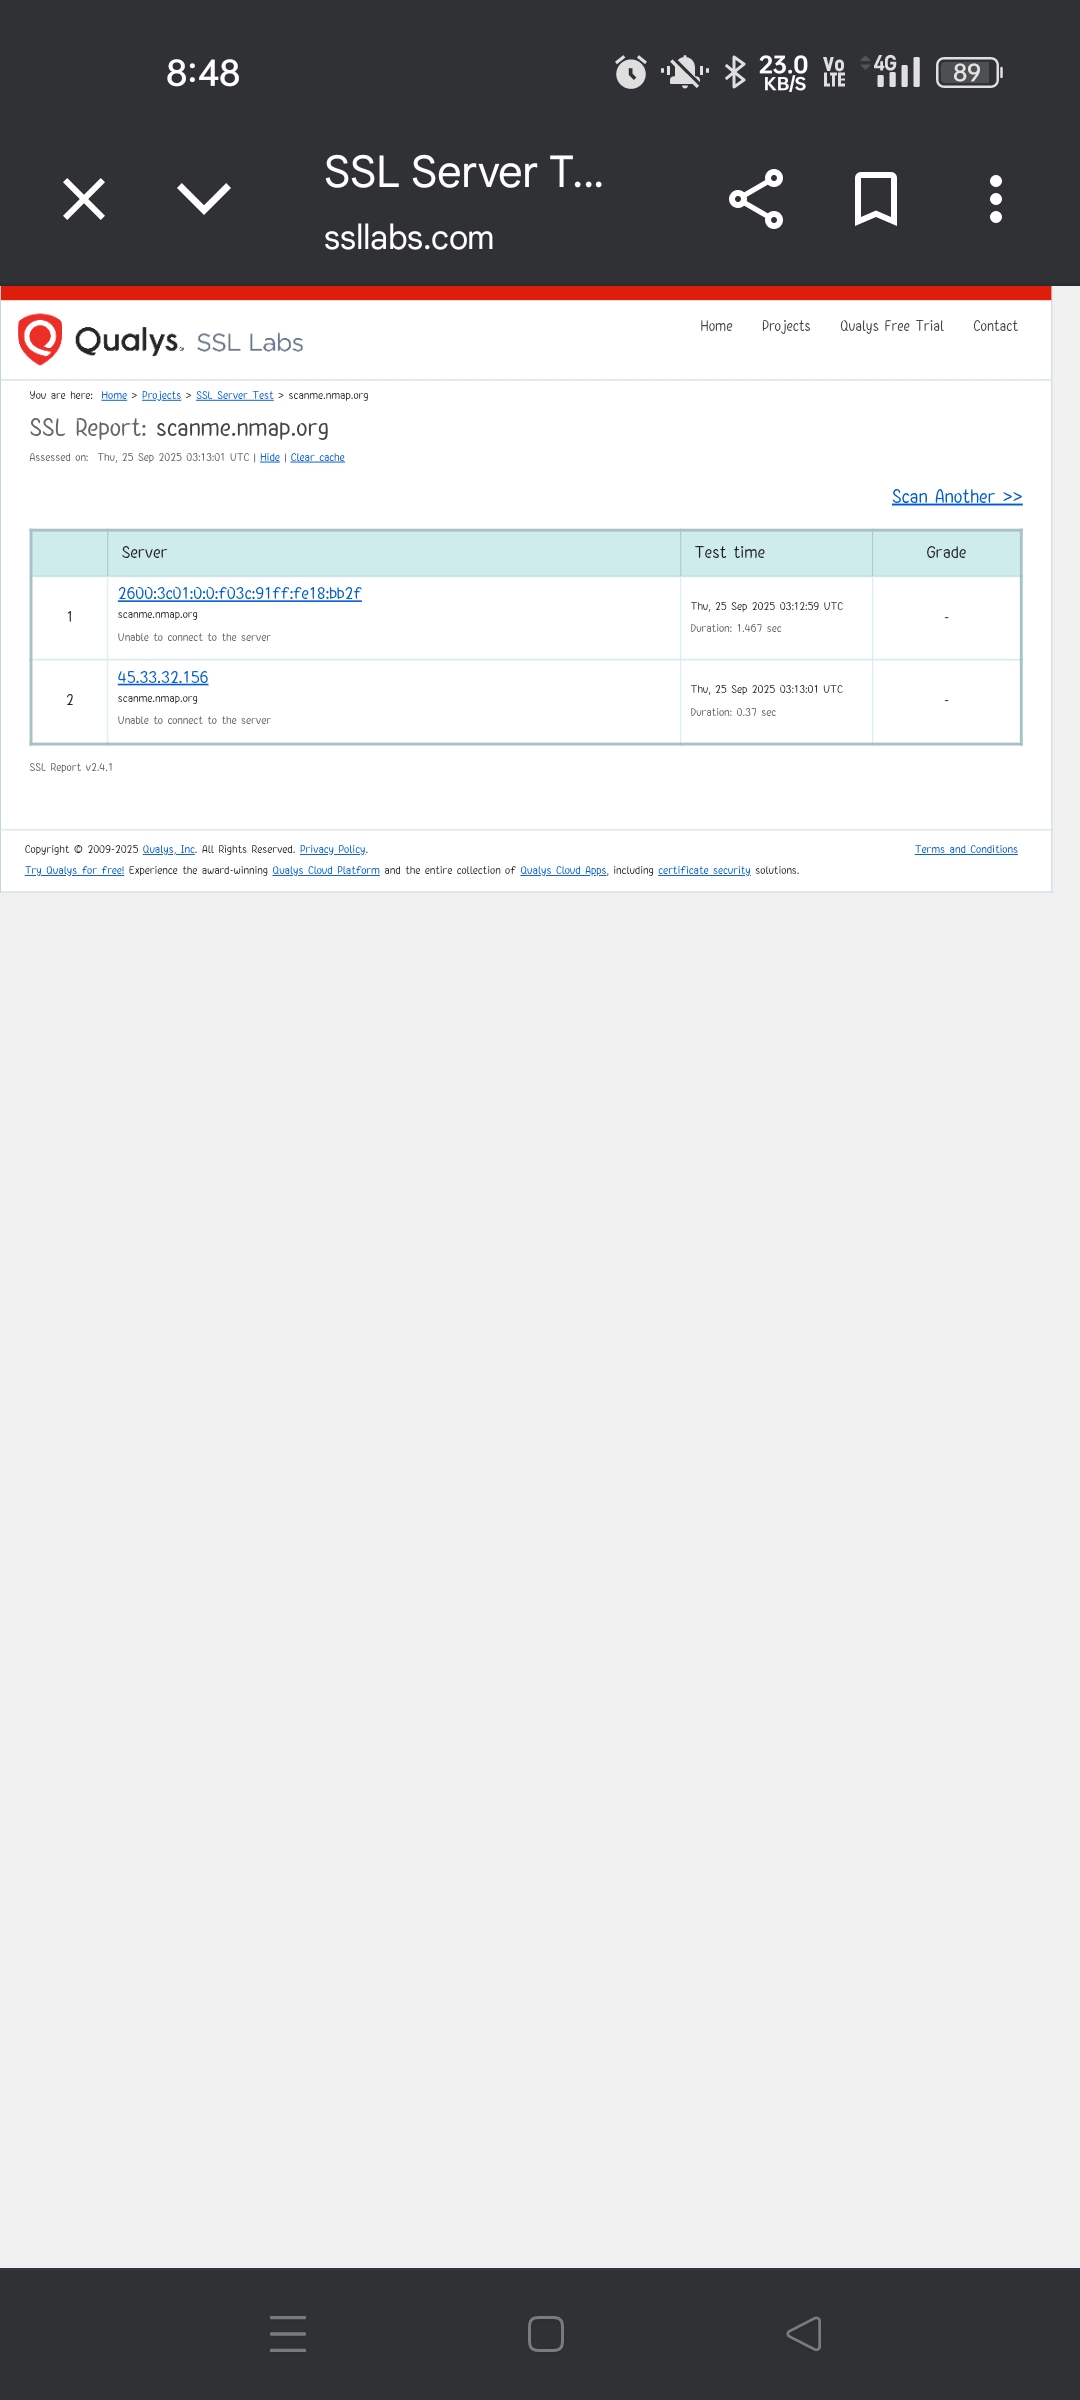 8:48
23.0 KB/S
Vo LTE
4G
89
SSL Server T...
ssllabs.com
Qualys. SSL Labs
Home Projects Qualys Free Trial Contact
You are here: Home > Projects > SSL Server Test > scanme.nmap.org
SSL Report: scanme.nmap.org
Assessed on: Thu, 25 Sep 2025 03:13:01 UTC | Hide | Clear cache
Scan Another >>
Server Test time Grade
1
2600:3c01:0:0:f03c:91ff:fe18:bb2f
scanme.nmap.org
Unable to connect to the server
Thu, 25 Sep 2025 03:12:59 UTC
Duration: 1.467 sec
-
2
45.33.32.156
scanme.nmap.org
Unable to connect to the server
Thu, 25 Sep 2025 03:13:01 UTC
Duration: 0.37 sec
-
SSL Report v2.4.1
Copyright © 2009-2025 Qualys, Inc. All Rights Reserved. Privacy Policy.
Terms and Conditions
Try Qualys for free! Experience the award-winning Qualys Cloud Platform and the entire collection of Qualys Cloud Apps, including certificate security solutions.